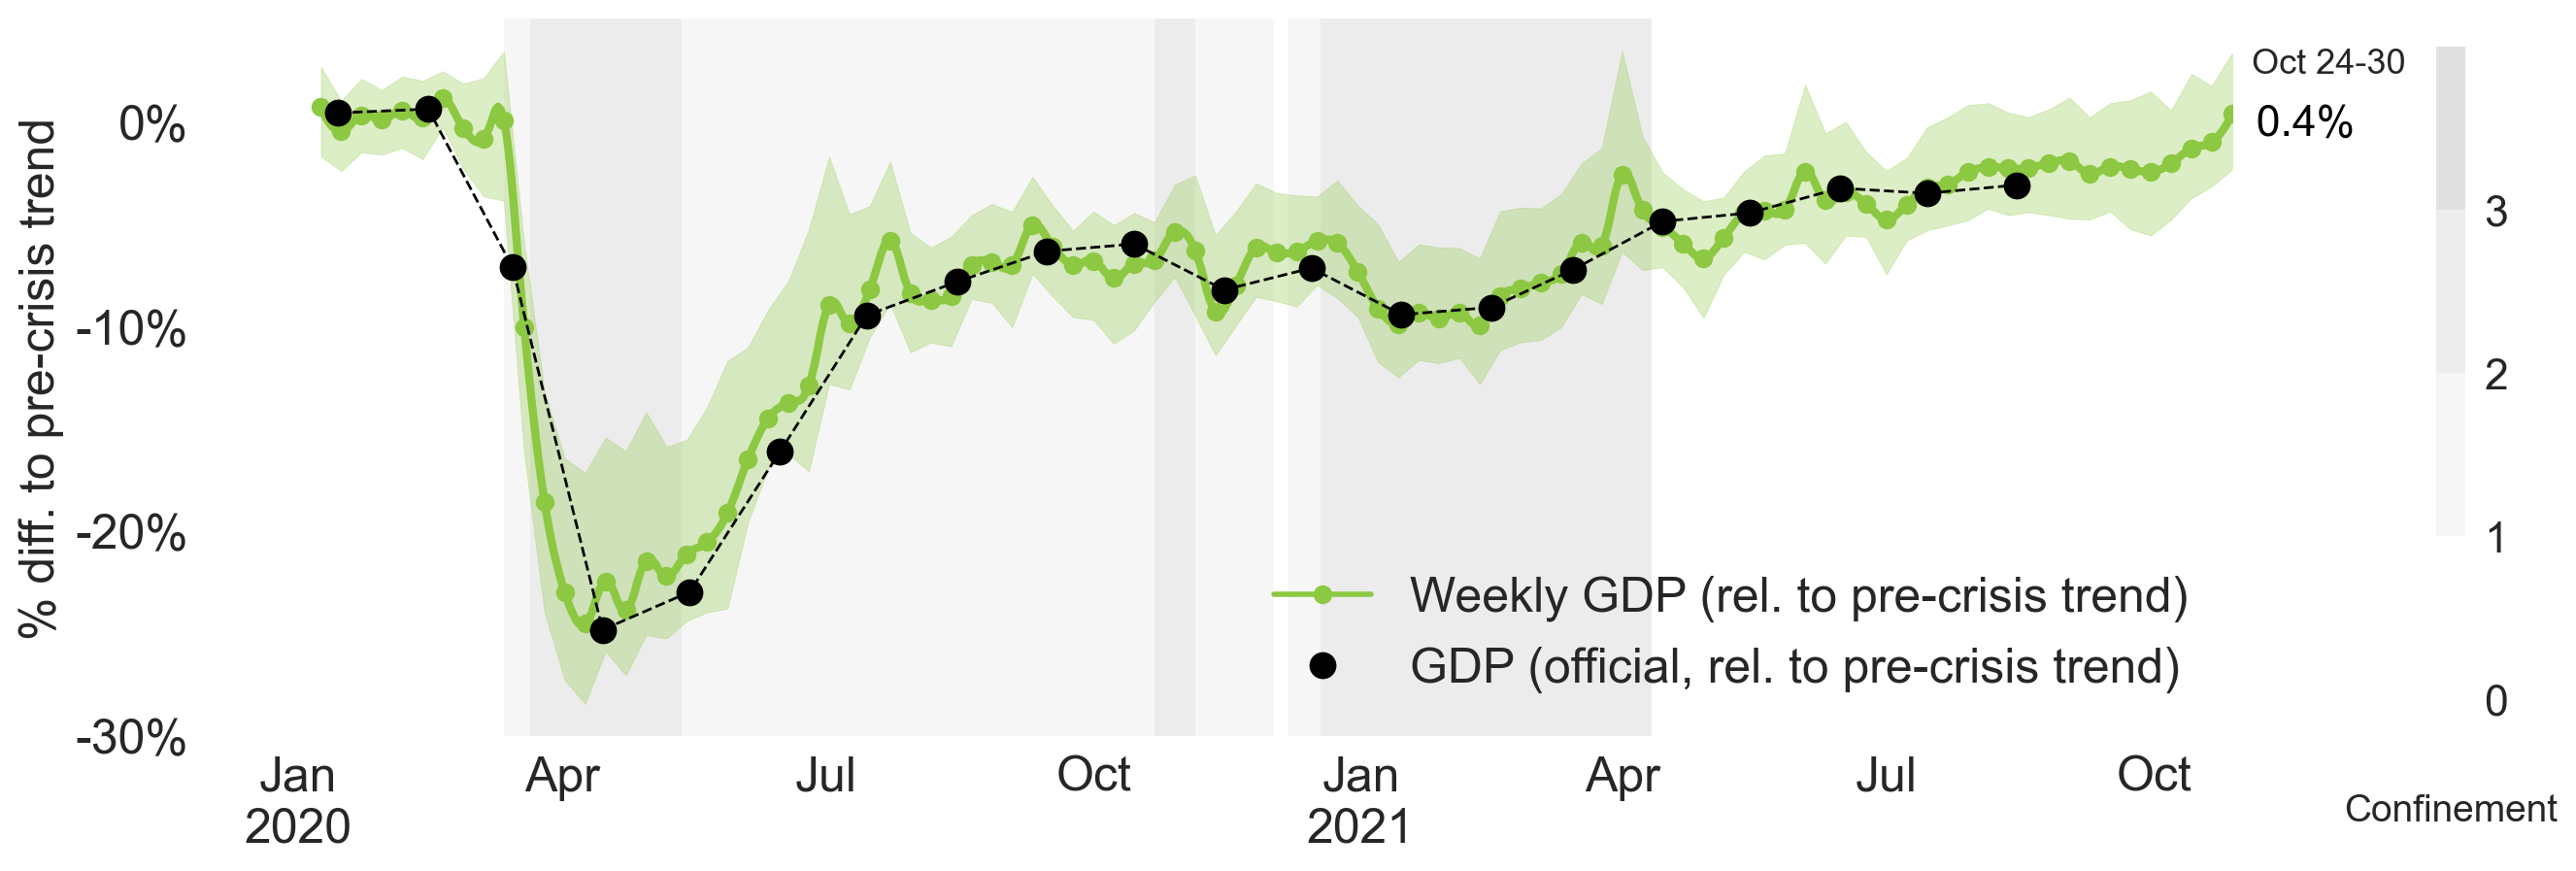 % diff. to pre-crisis trend
0%
-10%
-20%
-30%
Jan
2020
Apr
Jul
Oct
Jan
2021
Apr
Jul
Oct
Oct 24-30
0.4%
Weekly GDP (rel. to pre-crisis trend)
GDP (official, rel. to pre-crisis trend)
3
2
1
0
Confinement